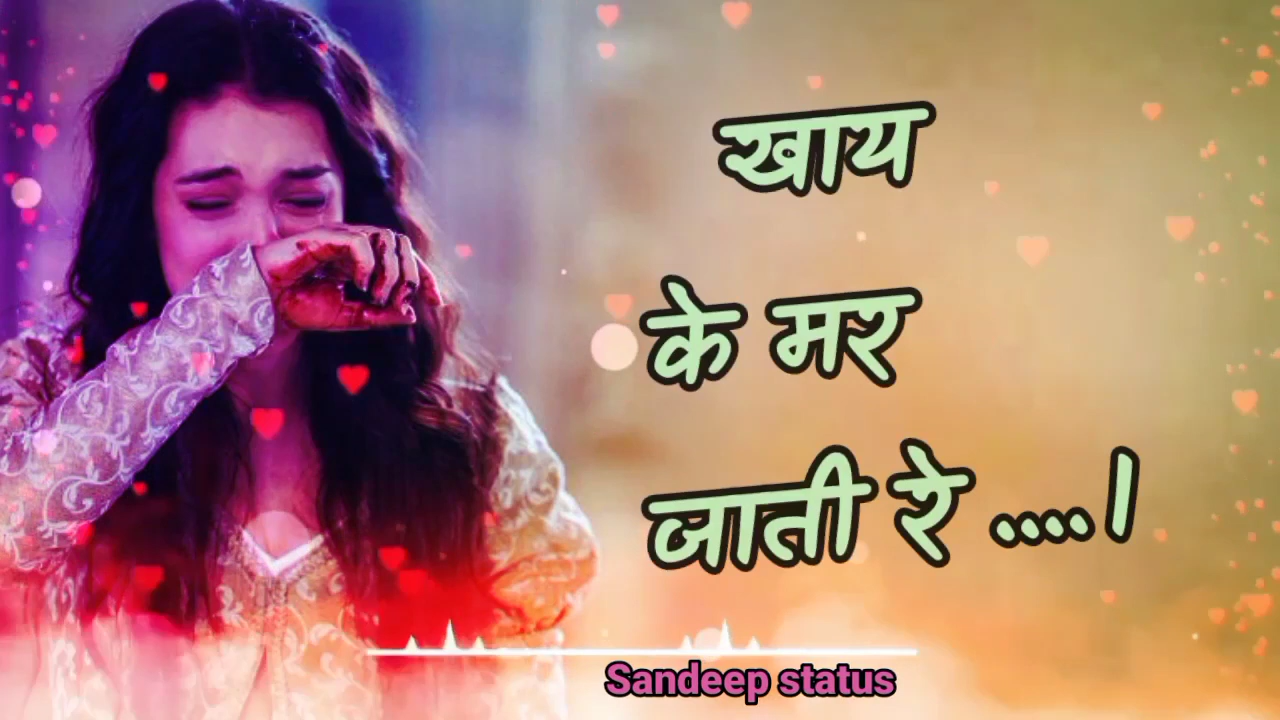 खाय
के मर
जाती रे ....।
Sandeep status